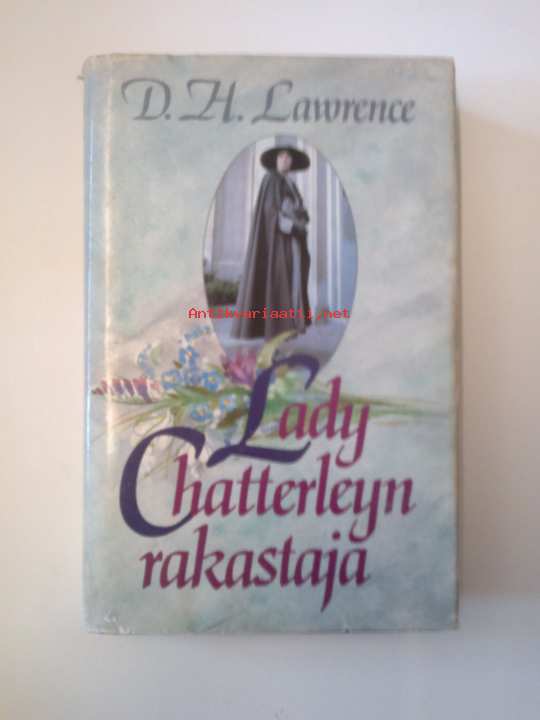 D. H. Lawrence
Antikvariaatti.net
Lady
Chatterleyn
rakastaja